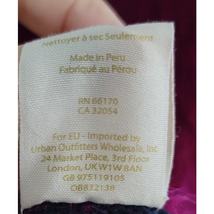 Nettoyer à sec Seulement
Made in Peru
Fabriqué au Pérou
RN 66170
CA 32054
For EU - Imported by
Urban Outfitters Wholesale, Inc
24 Market Place, 3rd Floor
London, UK W1W 8AN
GB 975119105
OBB32138